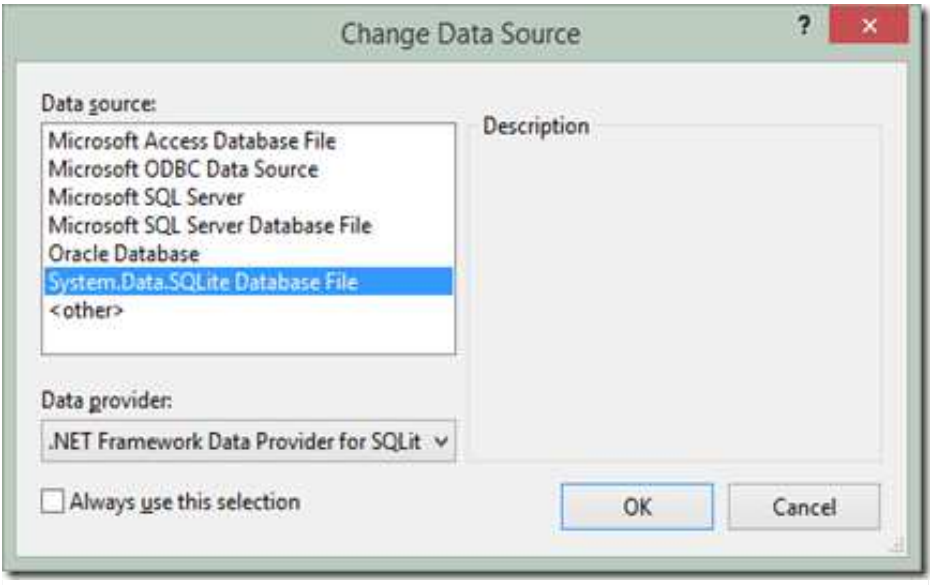 Change Data Source
?
x
Data source:
Description
Microsoft Access Database File
Microsoft ODBC Data Source
Microsoft SQL Server
Microsoft SQL Server Database File
Oracle Database
System.Data.SQLite Database File
<other>
Data provider:
.NET Framework Data Provider for SQLit
Always use this selection
OK
Cancel